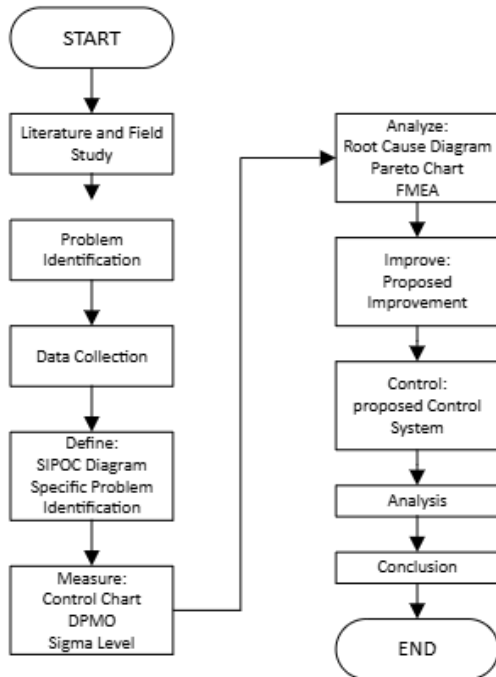 START
Literature and Field
Study
Problem
Identification
Data Collection
Define:
SIPOC Diagram
Specific Problem
Identification
Measure:
Control Chart
DPMO
Sigma Level
Analyze:
Root Cause Diagram
Pareto Chart
FMEA
Improve:
Proposed
Improvement
Control:
proposed Control
System
Analysis
Conclusion
END